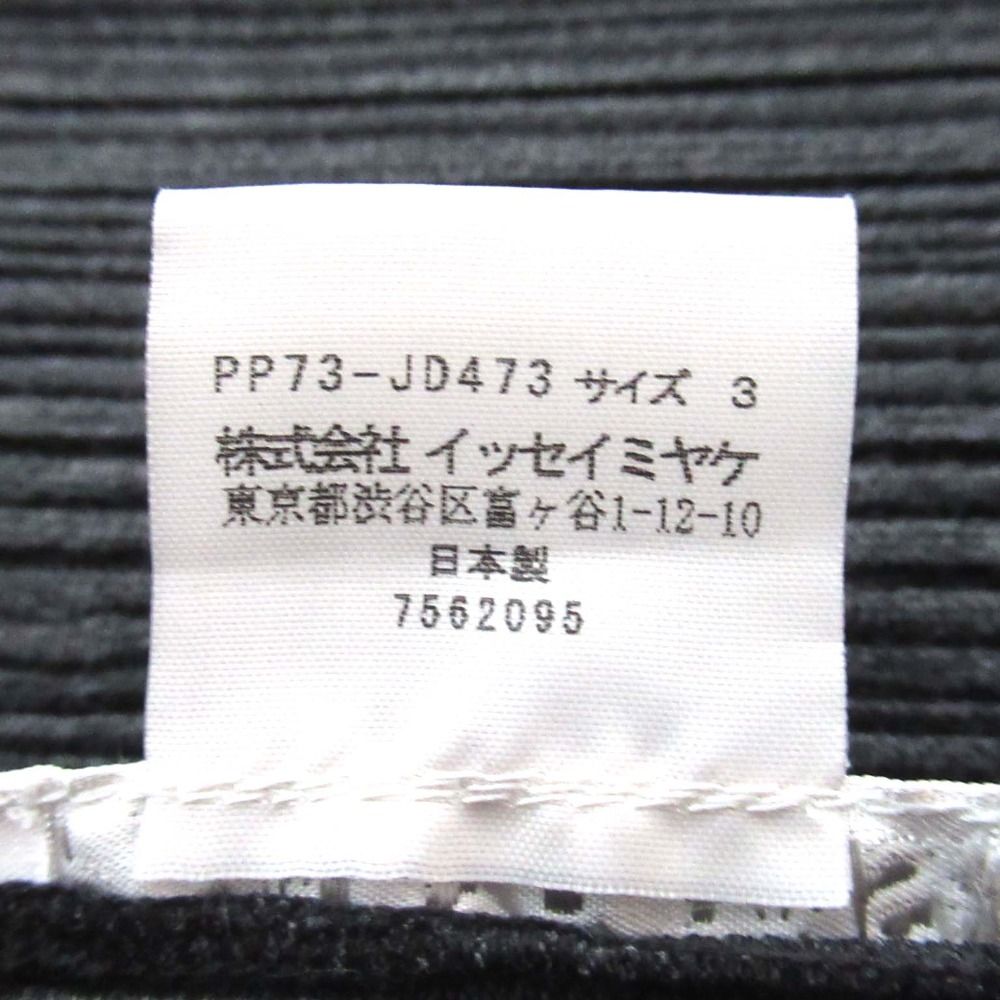 PP73-JD473 サイズ 3
株式会社 イッセイミヤケ
東京都渋谷区富ヶ谷1-12-10
日本製
7562095